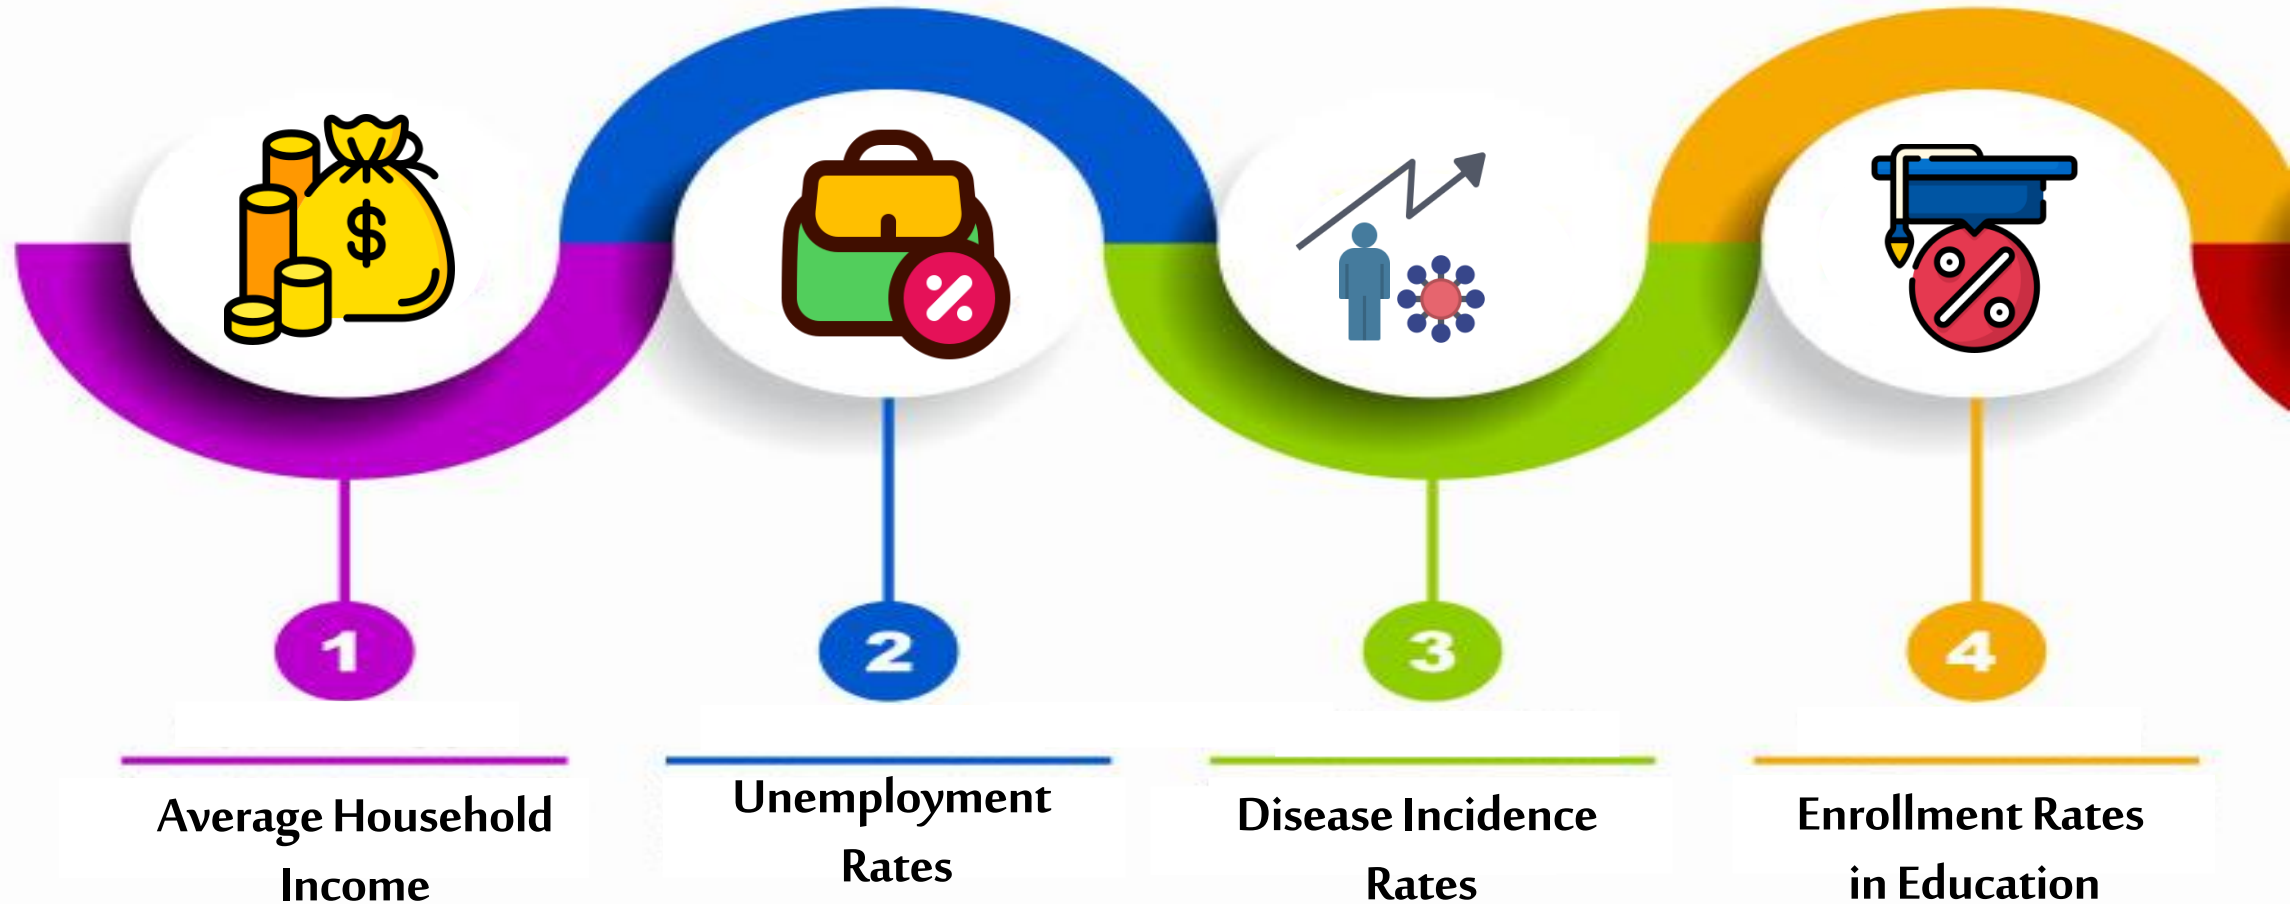 $
%
%
1
2
3
4
Average Household
Income
Unemployment
Rates
Disease Incidence
Rates
Enrollment Rates
in Education